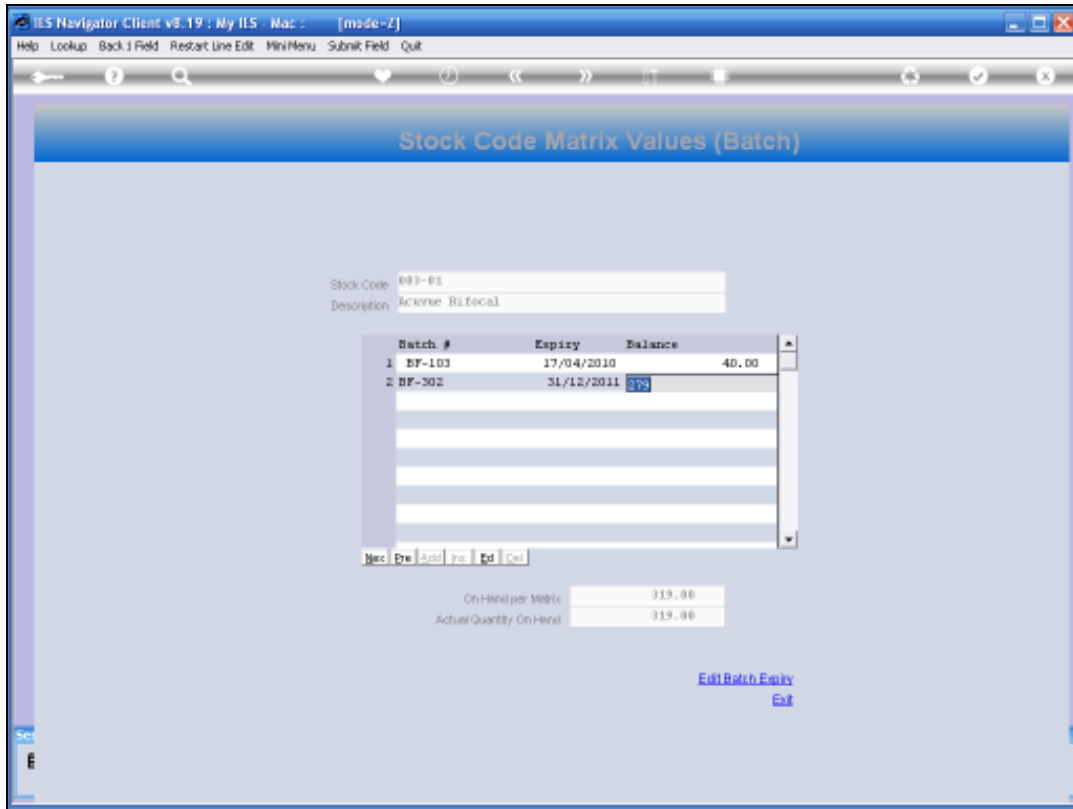 IES Navigator Client v8.19 : My IES - Mac : [mode=Z]
Help Lookup Back 1 Field Restart Line Edit MiniMenu Submit Field Quit
Stock Code Matrix Values (Batch)
Stock Code 003-01
Description Acuvue Bifocal
Batch # Expiry Balance
1 BF-103 17/04/2010 40.00
2 BF-302 31/12/2011 279
Nex Pre Add Ins Ed Del
On Hand per Matrix 319.00
Actual Quantity On Hand 319.00
Edit Batch Expiry
Exit